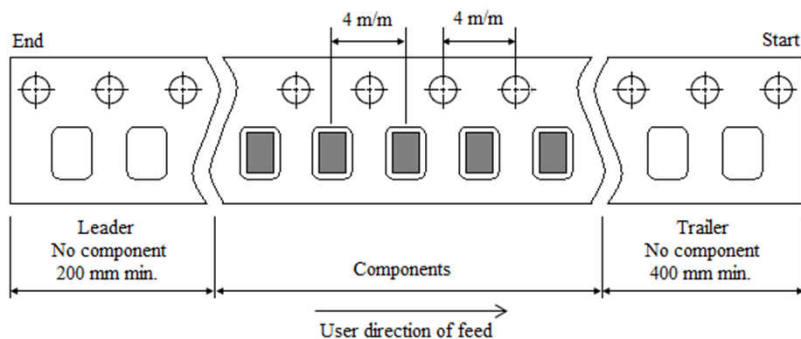 4 m/m
4 m/m
End
Start
Leader
No component
200 mm min.
Components
Trailer
No component
400 mm min.
User direction of feed